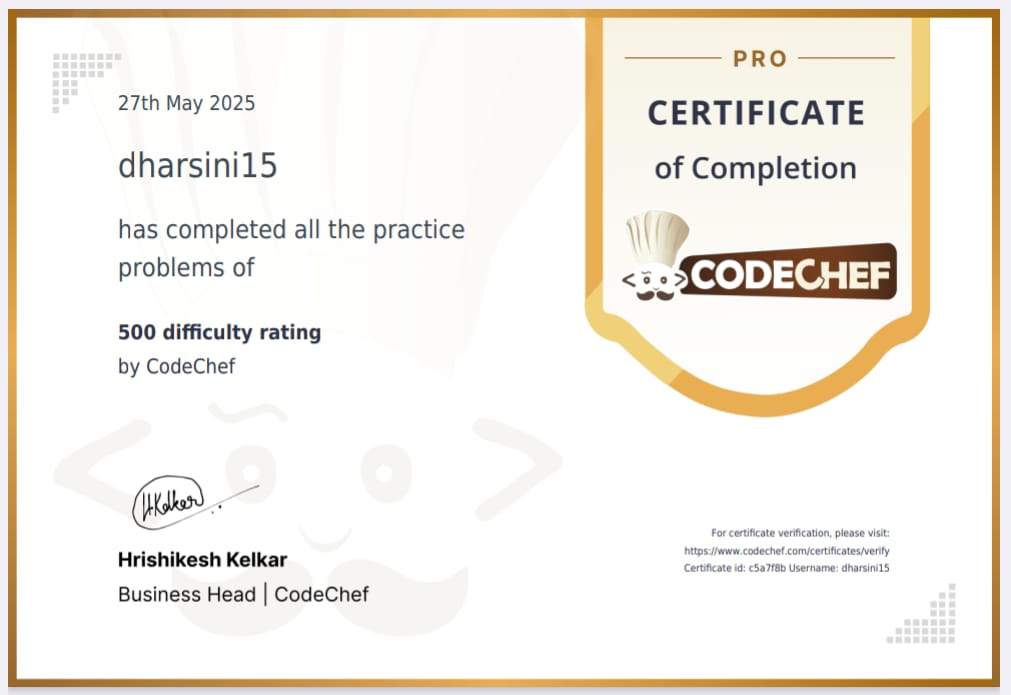 27th May 2025
dharsini15
has completed all the practice
problems of
500 difficulty rating
by CodeChef
H.Kelkar
Hrishikesh Kelkar
Business Head | CodeChef
PRO
CERTIFICATE
of Completion
CODECHEF
For certificate verification, please visit:
https://www.codechef.com/certificates/verify
Certificate id: c5a7f8b Username: dharsini15